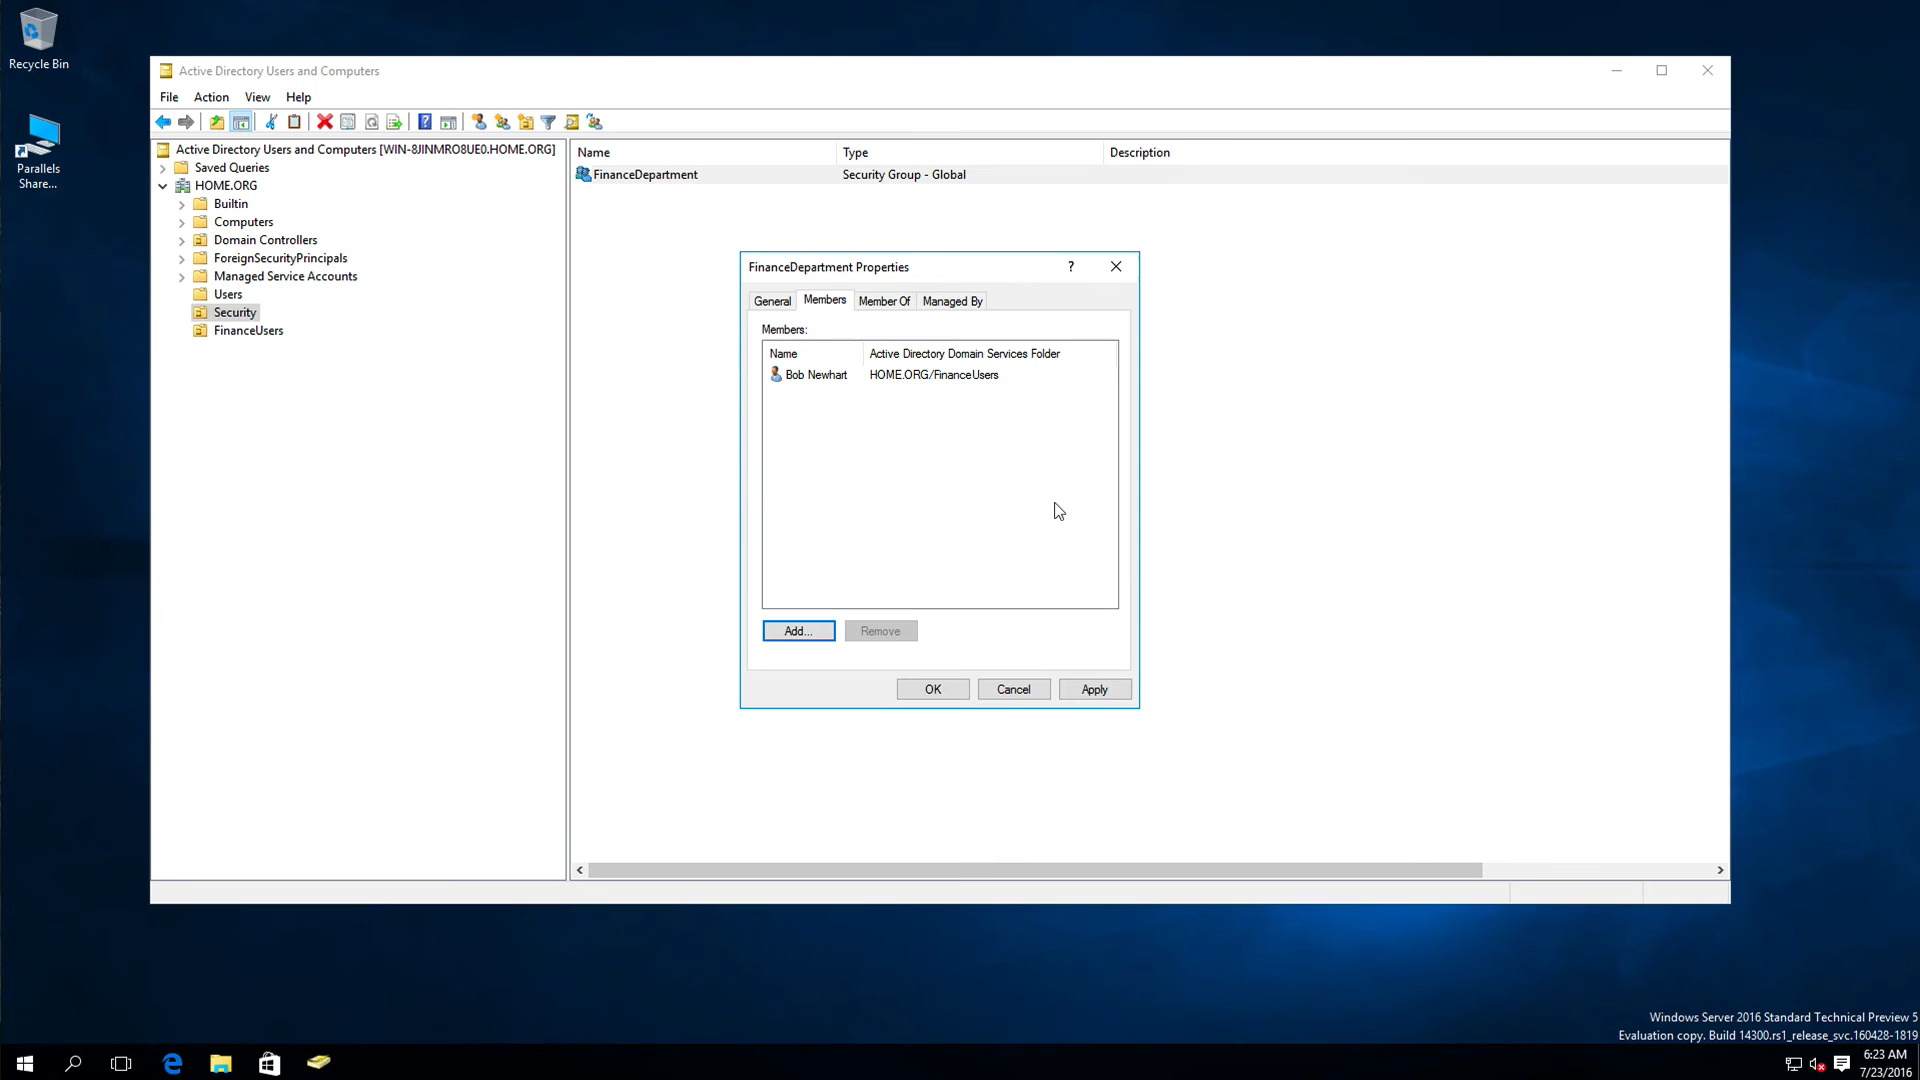 Recycle Bin
Parallels
Share...
Active Directory Users and Computers
File Action View Help
Active Directory Users and Computers [WIN-8JINMRO8UE0.HOME.ORG]
Saved Queries
HOME.ORG
Builtin
Computers
Domain Controllers
ForeignSecurityPrincipals
Managed Service Accounts
Users
Security
FinanceUsers
Name Type Description
FinanceDepartment Security Group - Global
FinanceDepartment Properties ?
General Members Member Of Managed By
Members:
Name Active Directory Domain Services Folder
Bob Newhart HOME.ORG/FinanceUsers
Add... Remove
OK Cancel Apply
Windows Server 2016 Standard Technical Preview 5
Evaluation copy. Build 14300.rs1_release_svc.160428-1819
6:23 AM
7/23/2016